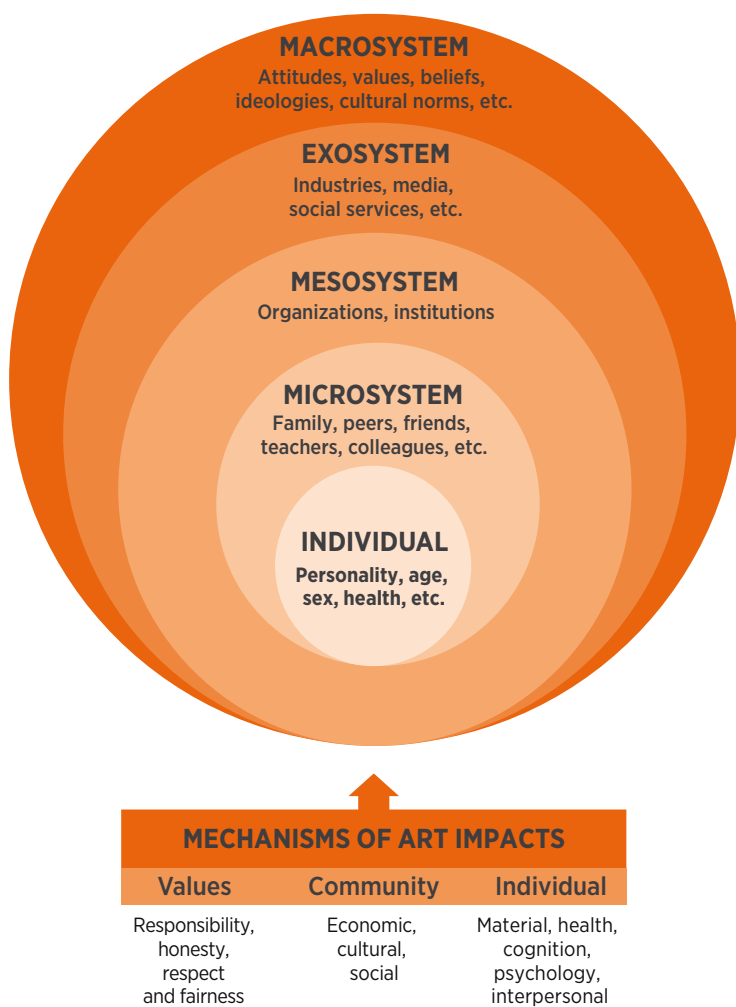 MACROSYSTEM
Attitudes, values, beliefs,
ideologies, cultural norms, etc.
EXOSYSTEM
Industries, media,
social services, etc.
MESOSYSTEM
Organizations, institutions
MICROSYSTEM
Family, peers, friends,
teachers, colleagues, etc.
INDIVIDUAL
Personality, age,
sex, health, etc.
MECHANISMS OF ART IMPACTS
Values
Responsibility,
honesty,
respect
and fairness
Community
Economic,
cultural,
social
Individual
Material, health,
cognition,
psychology,
interpersonal